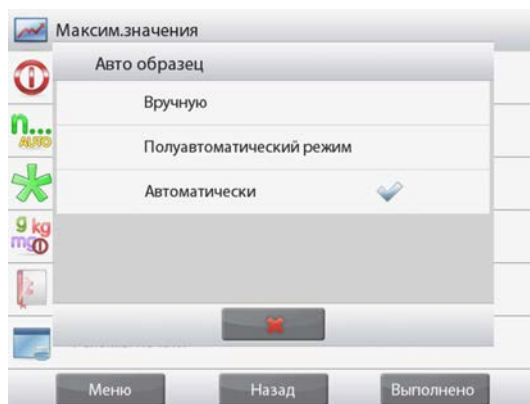 Максим.значения
Авто образец
Вручную
n...
AUTO
Полуавтоматический режим
Автоматически
g kg
mg
Меню
Назад
Выполнено